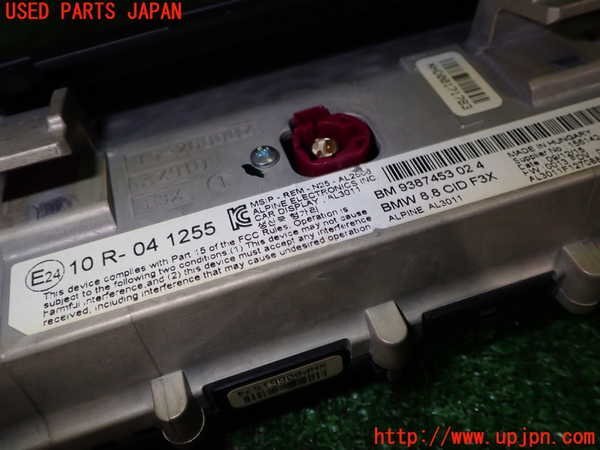 USED PARTS JAPAN
NH200171783
E24
10 R- 04 1255
MSIP - REM - N25 - AL2008
ALPINE ELECTRONICS INC
CAR DISPLAY - AL3011
BM 9387453 02 4
BMW 8.8 CID F3X
ALPINE AL3011
MADE IN HUNGARY
This device complies with Part 15 of the FCC Rules. Operation is
subject to the following two conditions (1) This device may not cause
harmful interference,and (2) this device must accept any interference
received, including interference that may cause undesired operation
http://www.upjpn.com